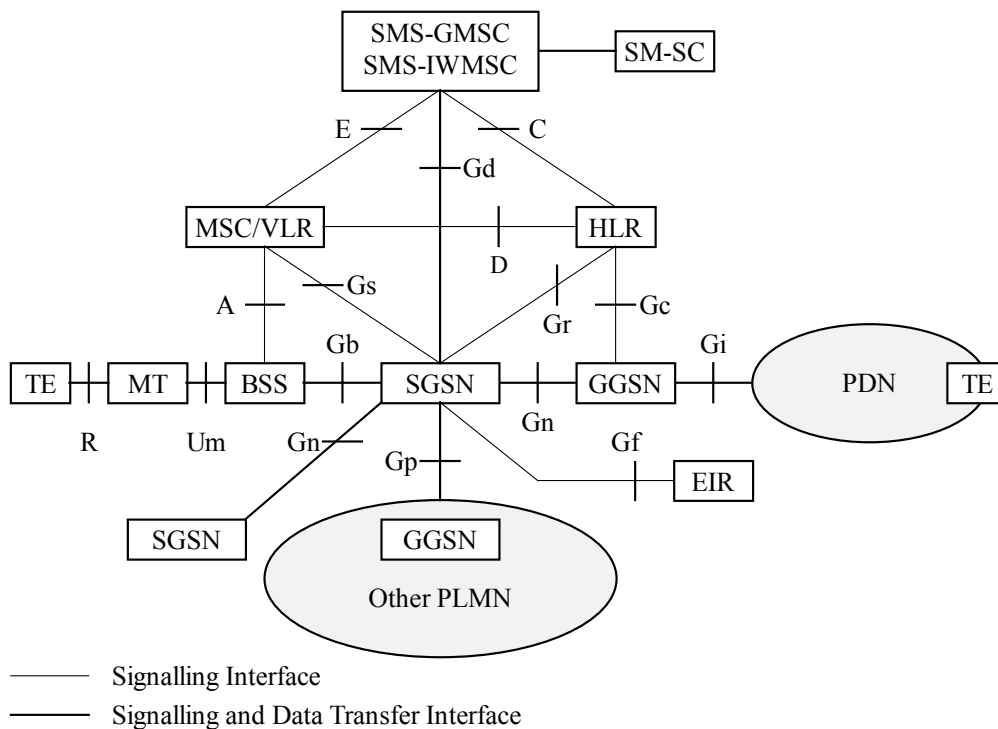 SMS-GMSC
SMS-IWMSC
SM-SC
E
C
Gd
MSC/VLR
HLR
D
Gs
A
Gr
Gc
Gb
Gi
TE
MT
BSS
SGSN
GGSN
PDN
TE
R
Um
Gn
Gn
Gp
Gf
EIR
SGSN
GGSN
Other PLMN
Signalling Interface
Signalling and Data Transfer Interface